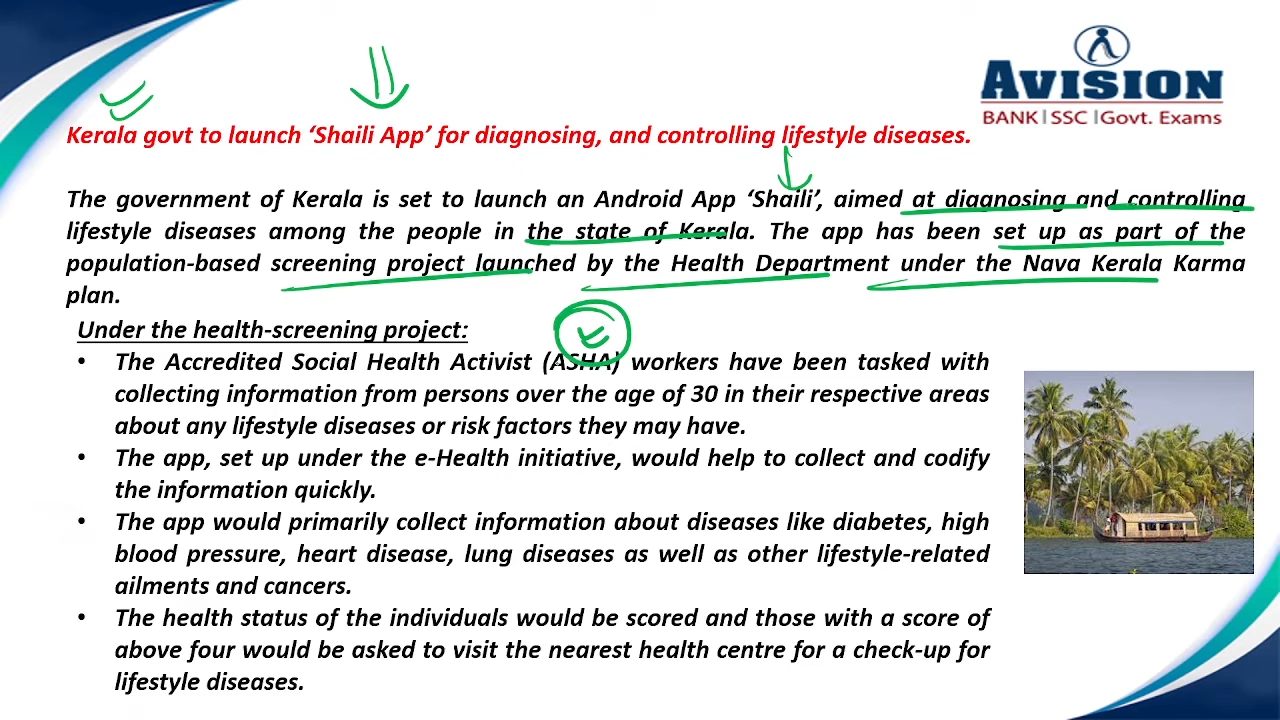 AVISION
BANK | SSC | Govt. Exams
Kerala govt to launch ‘Shaili App’ for diagnosing, and controlling lifestyle diseases.
The government of Kerala is set to launch an Android App ‘Shaili’, aimed at diagnosing and controlling
lifestyle diseases among the people in the state of Kerala. The app has been set up as part of the
population-based screening project launched by the Health Department under the Nava Kerala Karma
plan.
Under the health-screening project:
• The Accredited Social Health Activist (ASHA) workers have been tasked with
collecting information from persons over the age of 30 in their respective areas
about any lifestyle diseases or risk factors they may have.
• The app, set up under the e-Health initiative, would help to collect and codify
the information quickly.
• The app would primarily collect information about diseases like diabetes, high
blood pressure, heart disease, lung diseases as well as other lifestyle-related
ailments and cancers.
• The health status of the individuals would be scored and those with a score of
above four would be asked to visit the nearest health centre for a check-up for
lifestyle diseases.